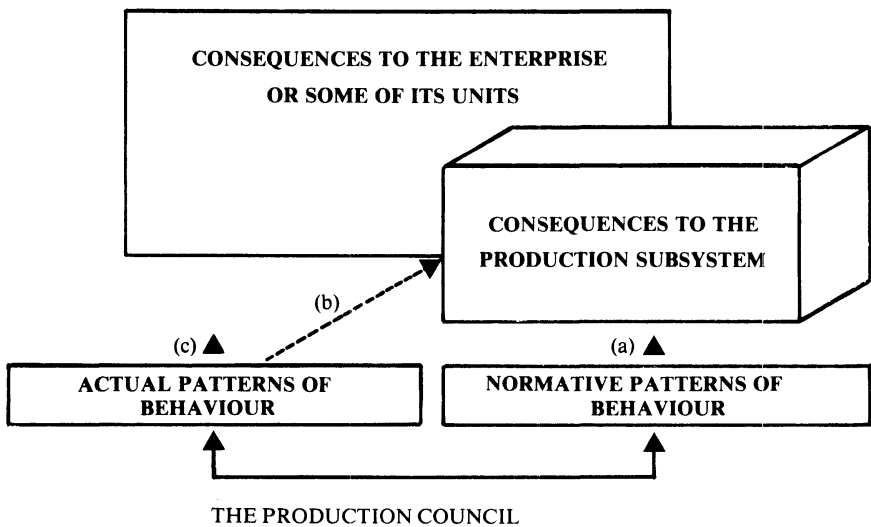 CONSEQUENCES TO THE ENTERPRISE
OR SOME OF ITS UNITS
CONSEQUENCES TO THE
PRODUCTION SUBSYSTEM
(b)
(c)
(a)
ACTUAL PATTERNS OF
BEHAVIOUR
NORMATIVE PATTERNS OF
BEHAVIOUR
THE PRODUCTION COUNCIL